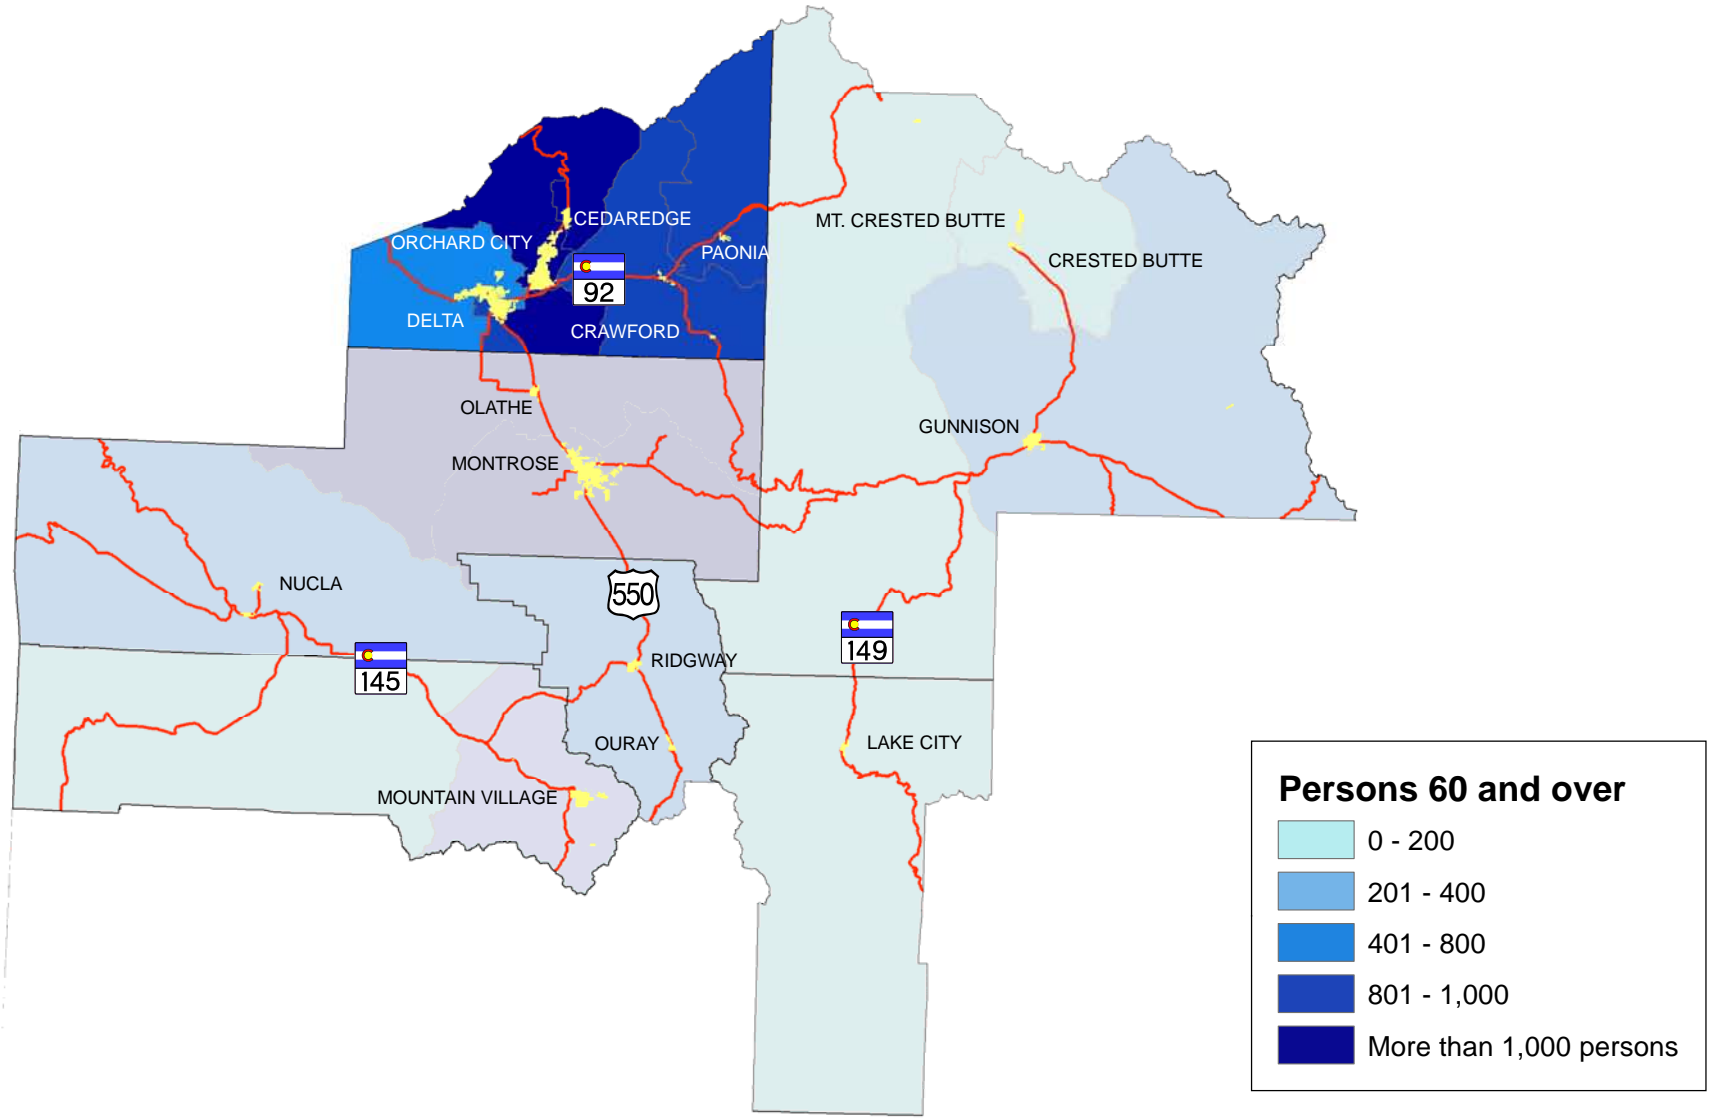 CEDAREDGE
ORCHARD CITY
PAONIA
92
DELTA
CRAWFORD
MT. CRESTED BUTTE
CRESTED BUTTE
OLATHE
GUNNISON
MONTROSE
NUCLA
550
149
145
RIDGWAY
OURAY
LAKE CITY
MOUNTAIN VILLAGE
Persons 60 and over
0 - 200
201 - 400
401 - 800
801 - 1,000
More than 1,000 persons